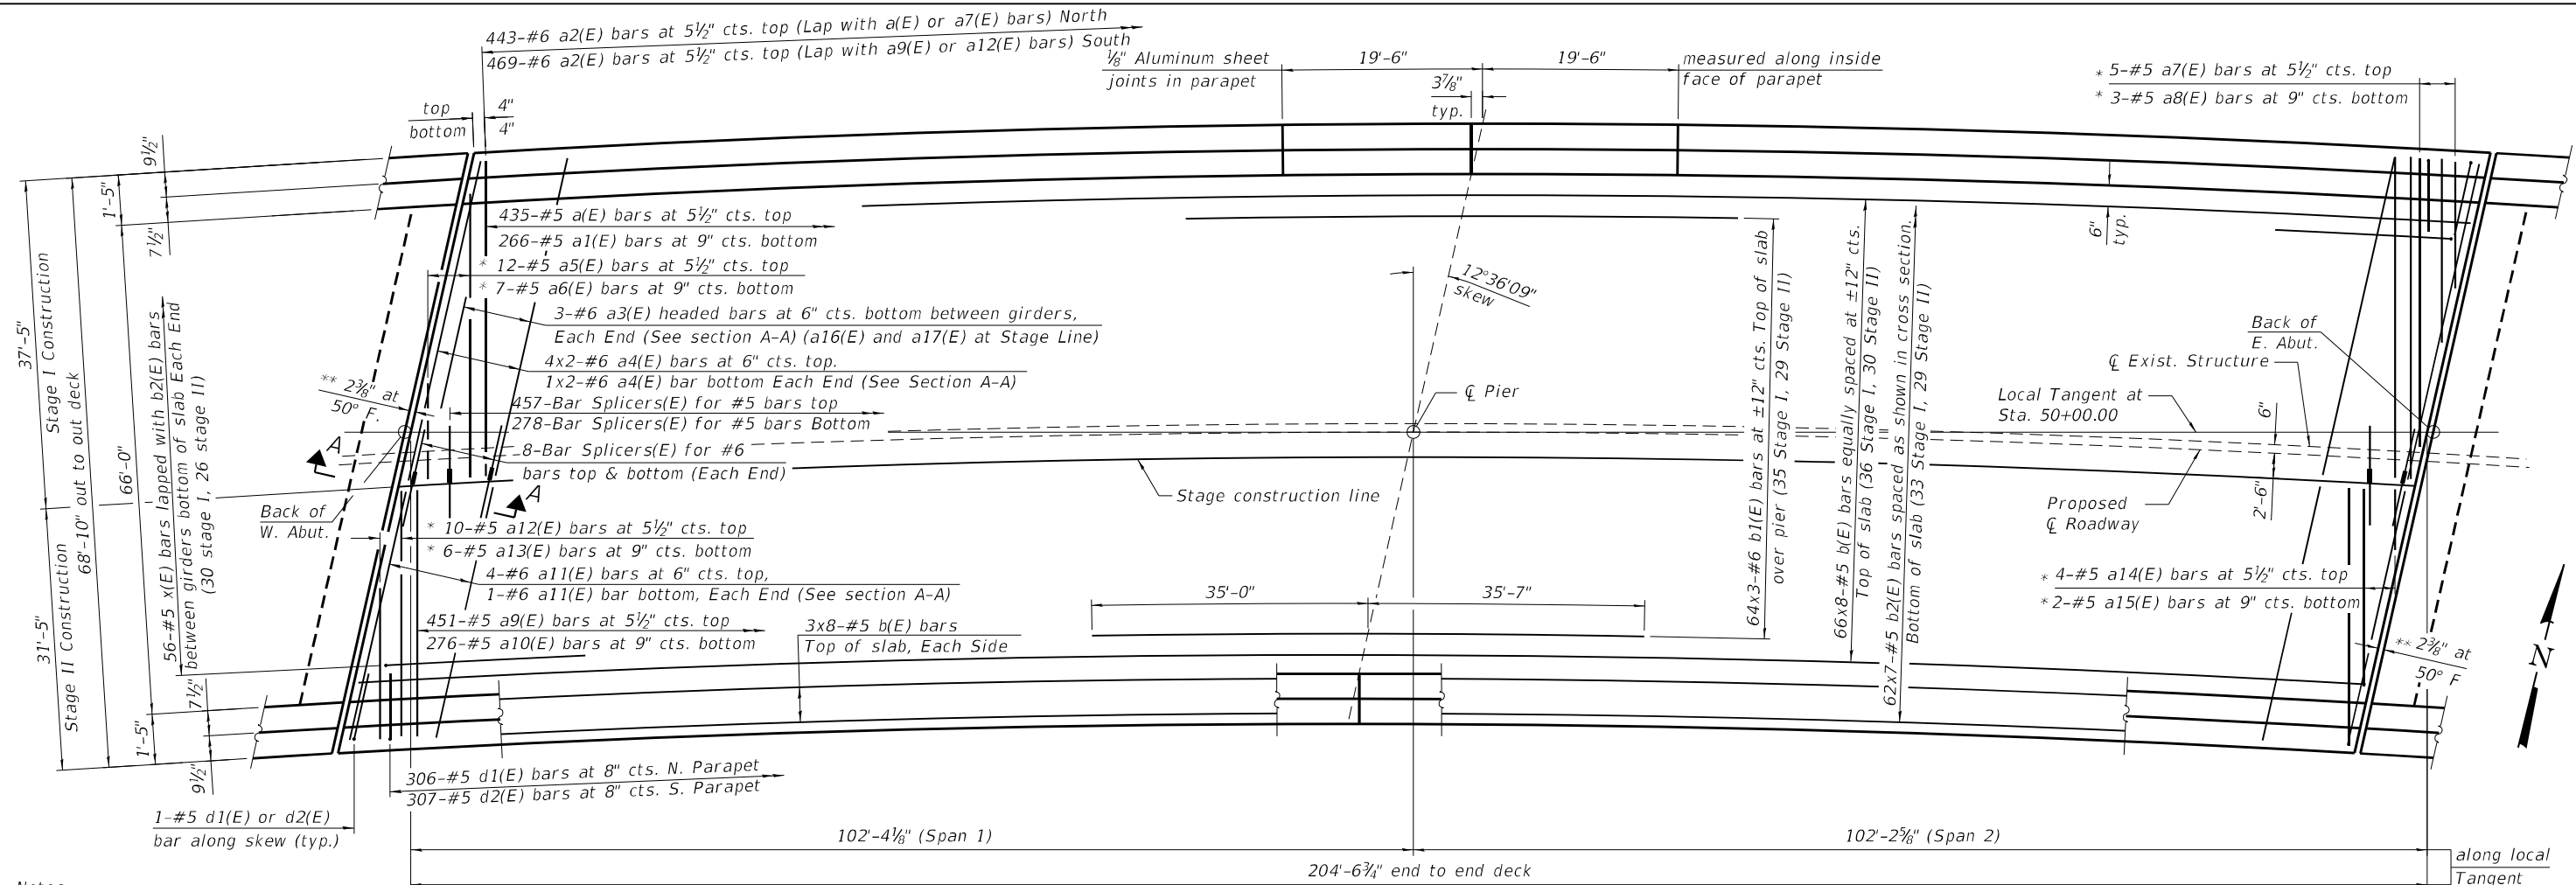 443-#6 a2(E) bars at 5½" cts. top (Lap with a(E) or a7(E) bars) North
469-#6 a2(E) bars at 5½" cts. top (Lap with a9(E) or a12(E) bars) South
⅛" Aluminum sheet
joints in parapet
19'-6"
19'-6"
3⅞"
typ.
measured along inside
face of parapet
* 5-#5 a7(E) bars at 5½" cts. top
* 3-#5 a8(E) bars at 9" cts. bottom
top
bottom
4"
4"
9½"
1'-5"
7½"
435-#5 a(E) bars at 5½" cts. top
266-#5 a1(E) bars at 9" cts. bottom
* 12-#5 a5(E) bars at 5½" cts. top
* 7-#5 a6(E) bars at 9" cts. bottom
3-#6 a3(E) headed bars at 6" cts. bottom between girders,
Each End (See section A-A) (a16(E) and a17(E) at Stage Line)
4x2-#6 a4(E) bars at 6" cts. top.
1x2-#6 a4(E) bar bottom Each End (See Section A-A)
457-Bar Splicers(E) for #5 bars top
278-Bar Splicers(E) for #5 bars Bottom
8-Bar Splicers(E) for #6
bars top & bottom (Each End)
** 2⅜" at
50° F.
A
A
12°36'09"
skew
℄ Pier
6"
typ.
Back of
E. Abut.
℄ Exist. Structure
Local Tangent at
Sta. 50+00.00
6"
2'-6"
Proposed
℄ Roadway
Stage construction line
37'-5"
Stage I Construction
31'-5"
Stage II Construction
68'-10" out to out deck
66'-0"
56-#5 x(E) bars lapped with b2(E) bars
between girders bottom of slab Each End
(30 stage I, 26 stage II)
64x3-#6 b1(E) bars at ±12" cts. Top of slab
over pier (35 Stage I, 29 Stage II)
66x8-#5 b(E) bars equally spaced at ±12" cts.
Top of slab (36 Stage I, 30 Stage II)
62x7-#5 b2(E) bars spaced as shown in cross section.
Bottom of slab (33 Stage I, 29 Stage II)
Back of
W. Abut.
* 10-#5 a12(E) bars at 5½" cts. top
* 6-#5 a13(E) bars at 9" cts. bottom
4-#6 a11(E) bars at 6" cts. top,
1-#6 a11(E) bar bottom, Each End (See section A-A)
451-#5 a9(E) bars at 5½" cts. top
276-#5 a10(E) bars at 9" cts. bottom
3x8-#5 b(E) bars
Top of slab, Each Side
35'-0"
35'-7"
* 4-#5 a14(E) bars at 5½" cts. top
* 2-#5 a15(E) bars at 9" cts. bottom
** 2⅜" at
50° F
N
7½"
1'-5"
9½"
306-#5 d1(E) bars at 8" cts. N. Parapet
307-#5 d2(E) bars at 8" cts. S. Parapet
1-#5 d1(E) or d2(E)
bar along skew (typ.)
102'-4⅛" (Span 1)
102'-2⅝" (Span 2)
204'-6¾" end to end deck
along local
Tangent
Notes